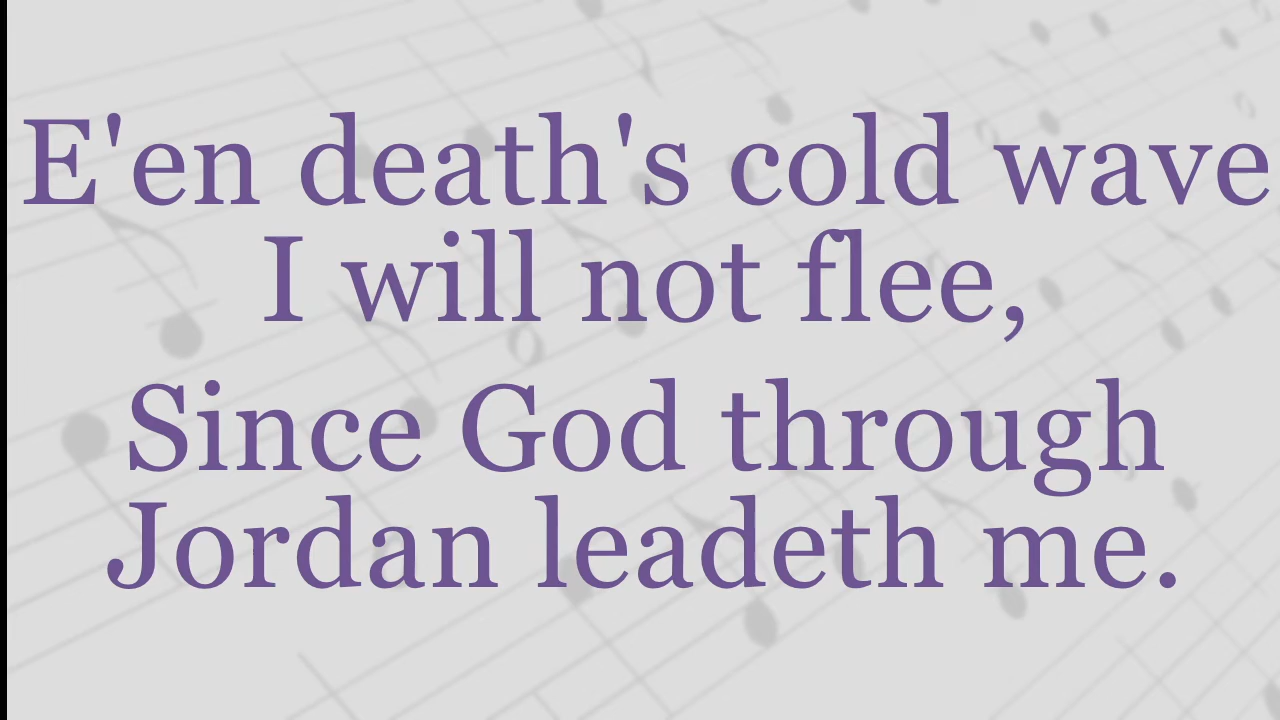 E'en death's cold wave
I will not flee,
Since God through
Jordan leadeth me.